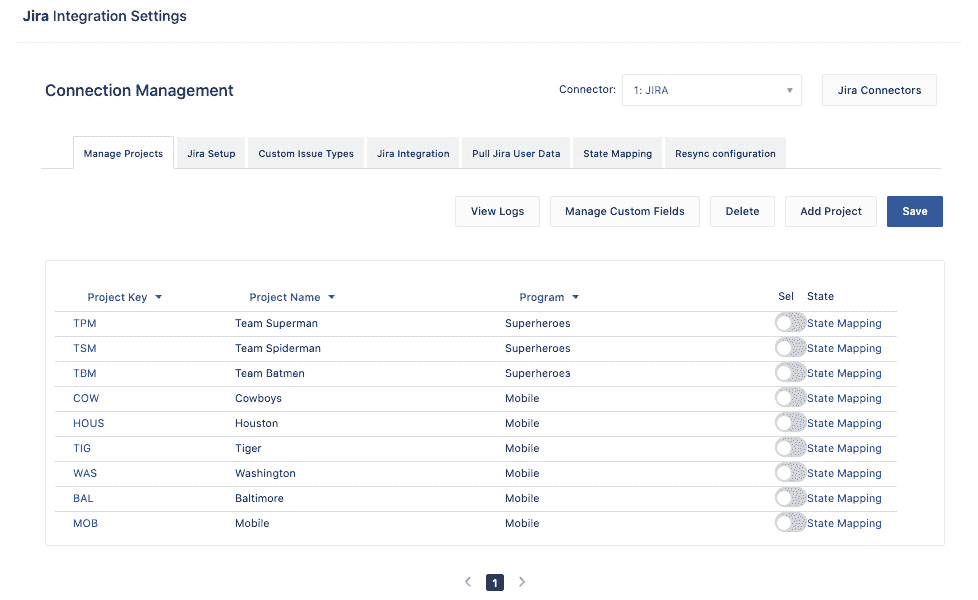 Jira Integration Settings
Connection Management
Connector: 1: JIRA
Jira Connectors
Manage Projects Jira Setup Custom Issue Types Jira Integration Pull Jira User Data State Mapping Resync configuration
View Logs Manage Custom Fields Delete Add Project Save
Project Key Project Name Program Sel State
TPM Team Superman Superheroes State Mapping
TSM Team Spiderman Superheroes State Mapping
TBM Team Batman Superheroes State Mapping
COW Cowboys Mobile State Mapping
HOUS Houston Mobile State Mapping
TIG Tiger Mobile State Mapping
WAS Washington Mobile State Mapping
BAL Baltimore Mobile State Mapping
MOB Mobile Mobile State Mapping
1